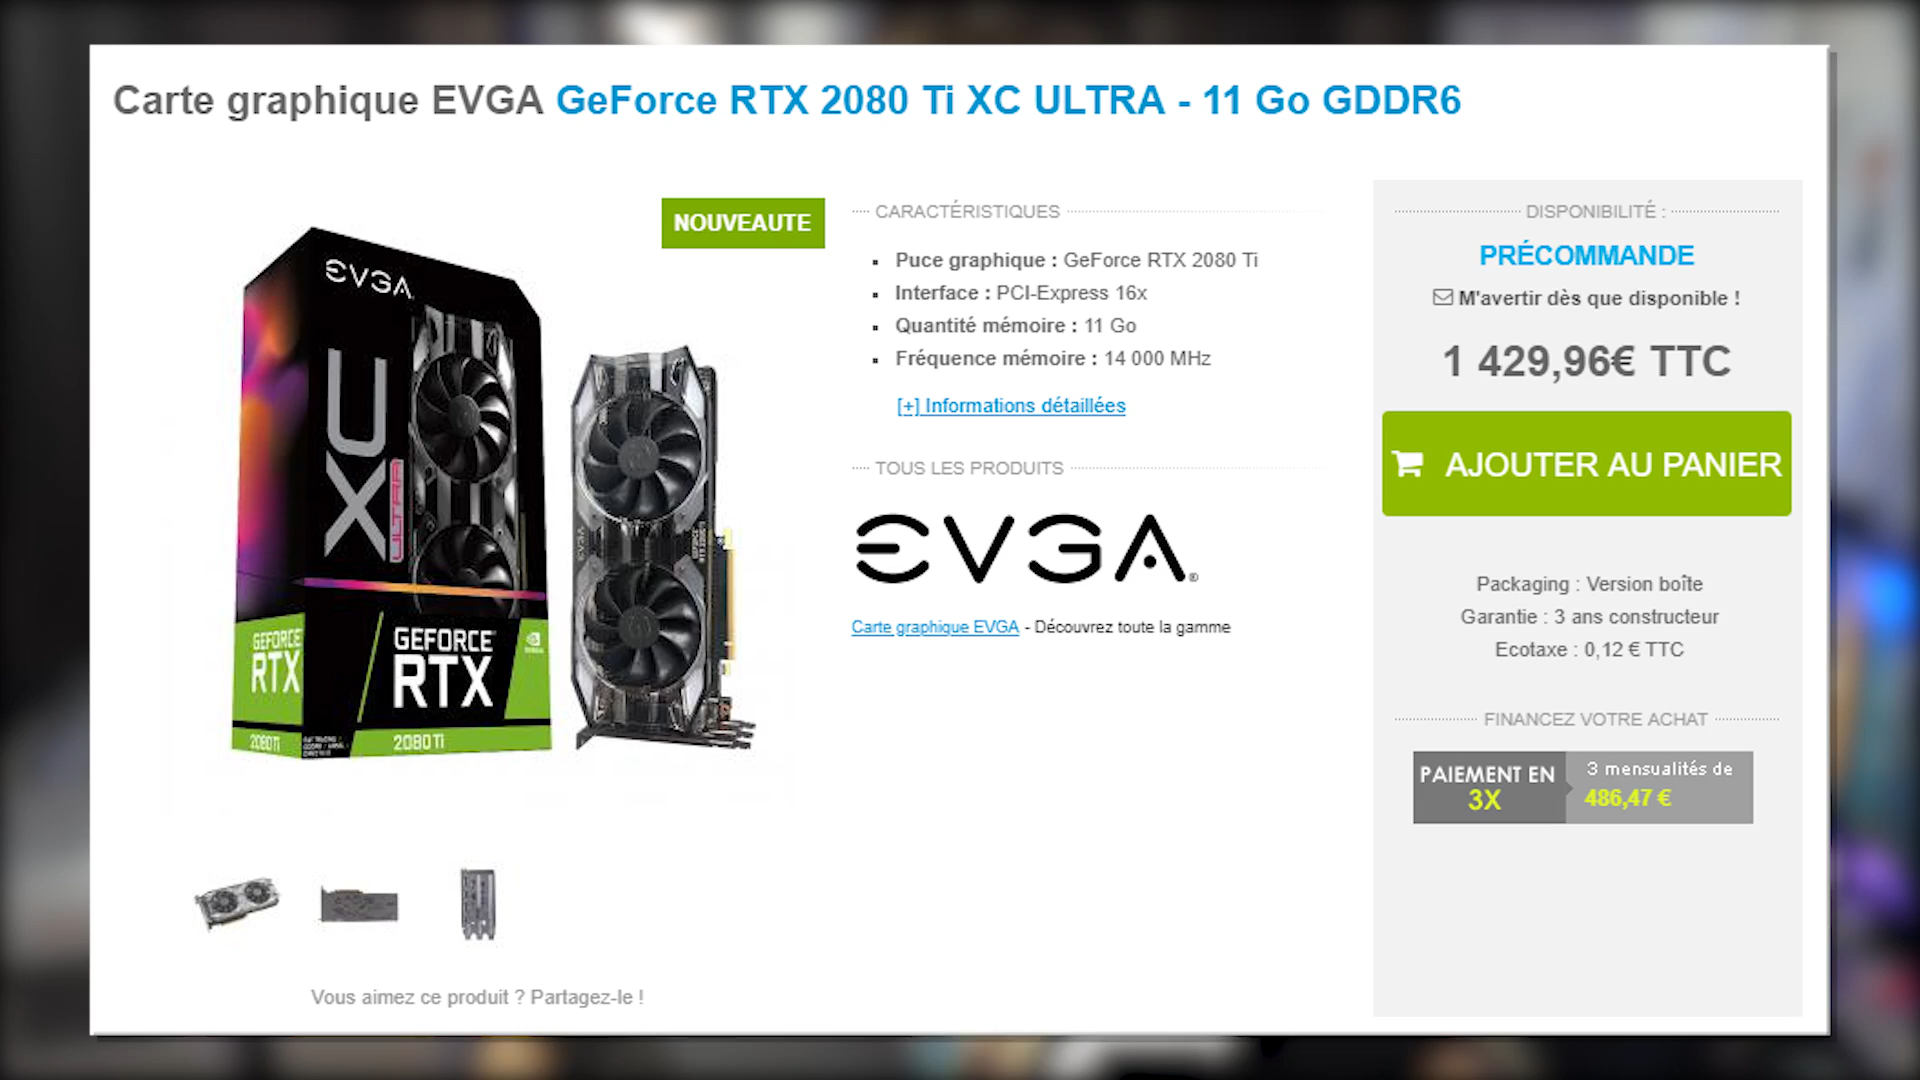 Carte graphique EVGA GeForce RTX 2080 Ti XC ULTRA - 11 Go GDDR6
NOUVEAUTE
EVGA
XC
ULTRA
GEFORCE
RTX
2080 Ti
GEFORCE
RTX
2080 Ti
CARACTÉRISTIQUES
Puce graphique : GeForce RTX 2080 Ti
Interface : PCI-Express 16x
Quantité mémoire : 11 Go
Fréquence mémoire : 14 000 MHz
[+] Informations détaillées
TOUS LES PRODUITS
EVGA
Carte graphique EVGA - Découvrez toute la gamme
DISPONIBILITÉ :
PRÉCOMMANDE
M'avertir dès que disponible !
1 429,96€ TTC
AJOUTER AU PANIER
Packaging : Version boîte
Garantie : 3 ans constructeur
Ecotaxe : 0,12 € TTC
FINANCEZ VOTRE ACHAT
PAIEMENT EN
3X
3 mensualités de
486,47 €
Vous aimez ce produit ? Partagez-le !